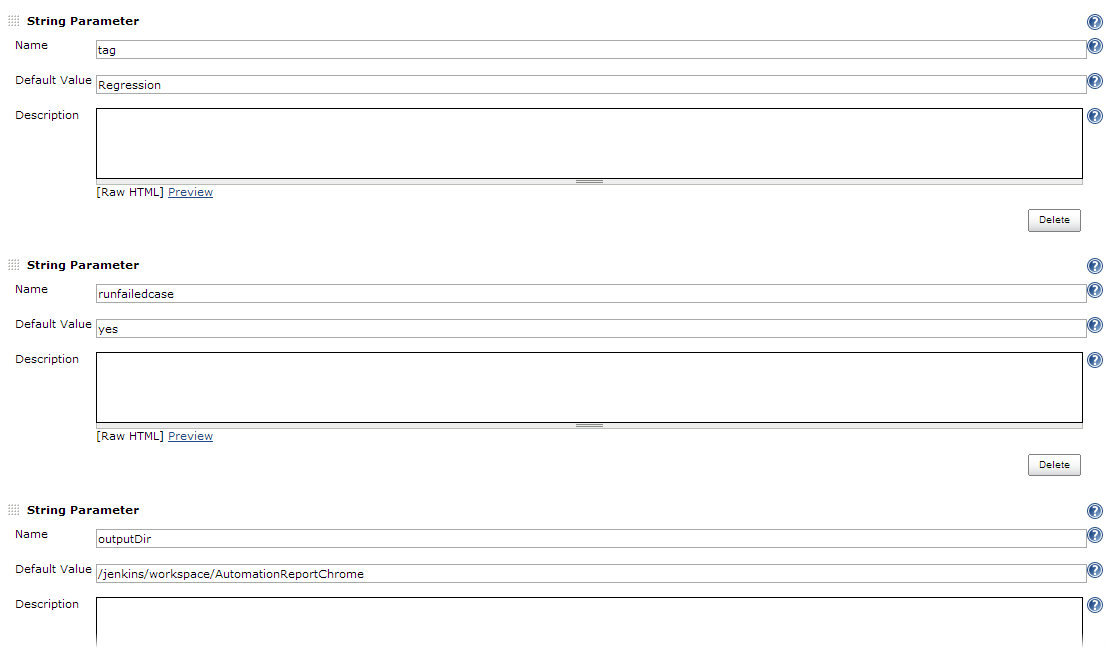 String Parameter
Name tag
Default Value Regression
Description
[Raw HTML] Preview
Delete
String Parameter
Name runfailedcase
Default Value yes
Description
[Raw HTML] Preview
Delete
String Parameter
Name outputDir
Default Value /jenkins/workspace/AutomationReportChrome
Description